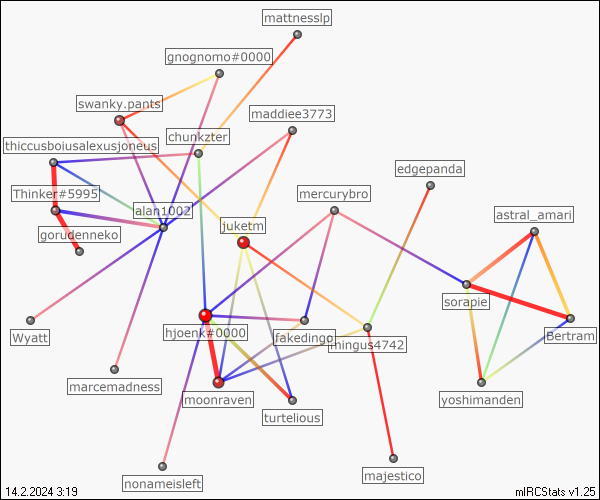 mattnesslp
gnognomo#0000
swanky.pants
maddiee3773
chunkzter
thiccusboiusalexusjoneus
edgepanda
Thinker#5995
mercurybro
alan1002
astral_amari
juketm
gorudenneko
sorapie
hjoenk#0000
Wyatt
fakedingo
mingus4742
Bertram
marcemadness
moonraven
yoshimanden
turtelious
nonameisleft
majestico
14.2.2024 3:19
mIRCStats v1.25